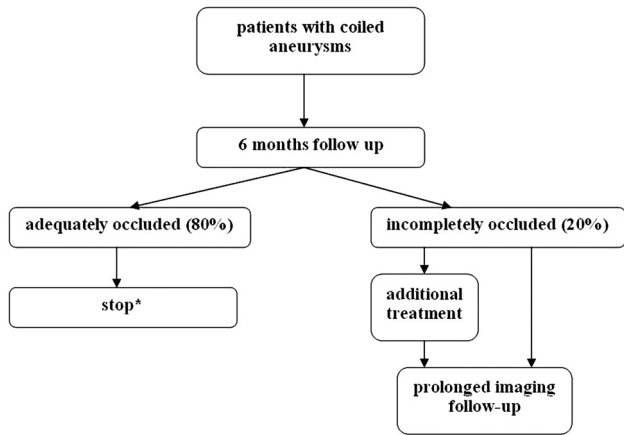 patients with coiled
aneurysms
6 months follow up
adequately occluded (80%)
incompletely occluded (20%)
stop*
additional
treatment
prolonged imaging
follow-up